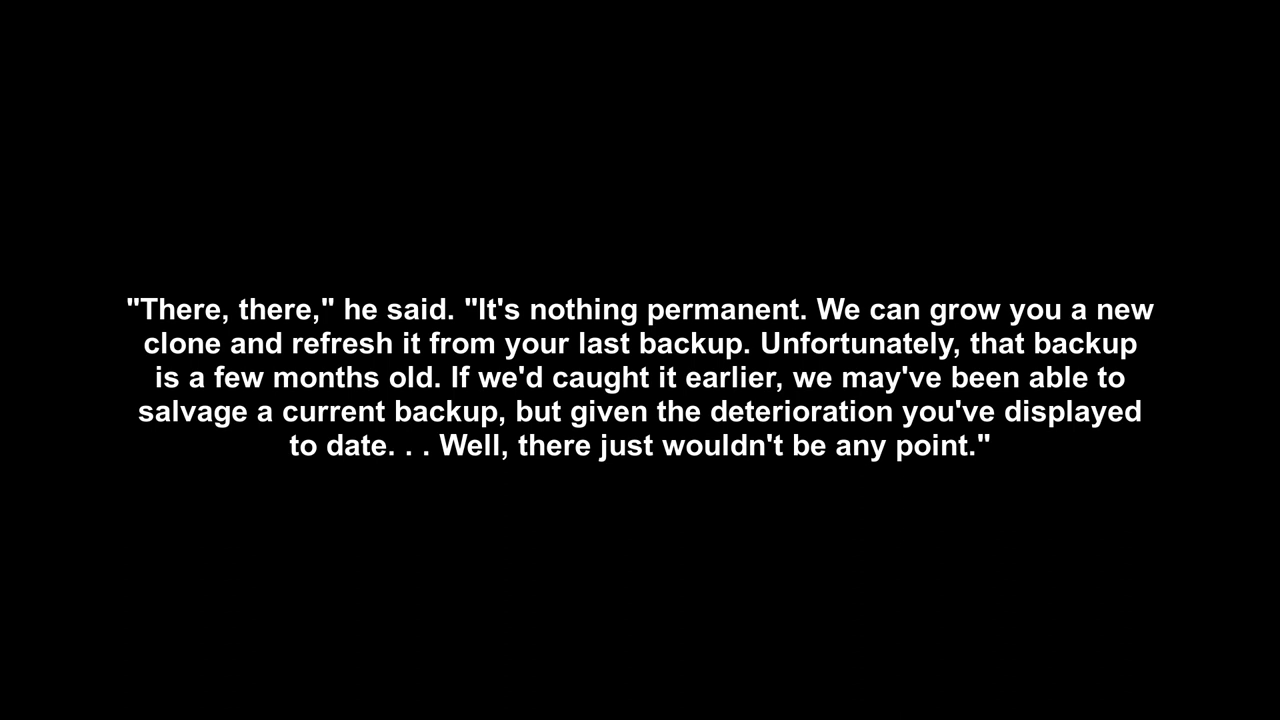 "There, there," he said. "It's nothing permanent. We can grow you a new
clone and refresh it from your last backup. Unfortunately, that backup
is a few months old. If we'd caught it earlier, we may've been able to
salvage a current backup, but given the deterioration you've displayed
to date. . . Well, there just wouldn't be any point."